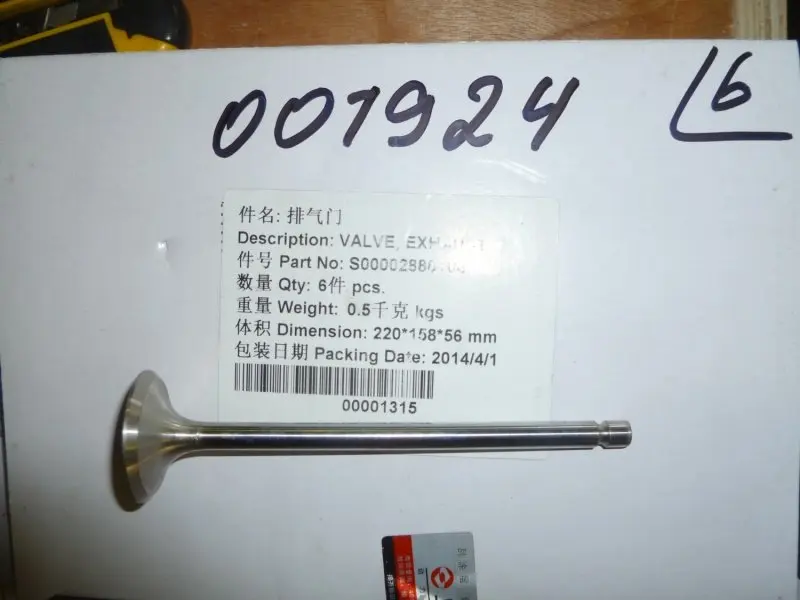 001924
6
件名: 排气门
Description: VALVE,
件号 Part No:
数量 Qty: 6件 pcs.
重量 Weight: 0.5千克 kgs
体积 Dimension: 220*158*56 mm
包装日期 Packing Date: 2014/4/1
00001315